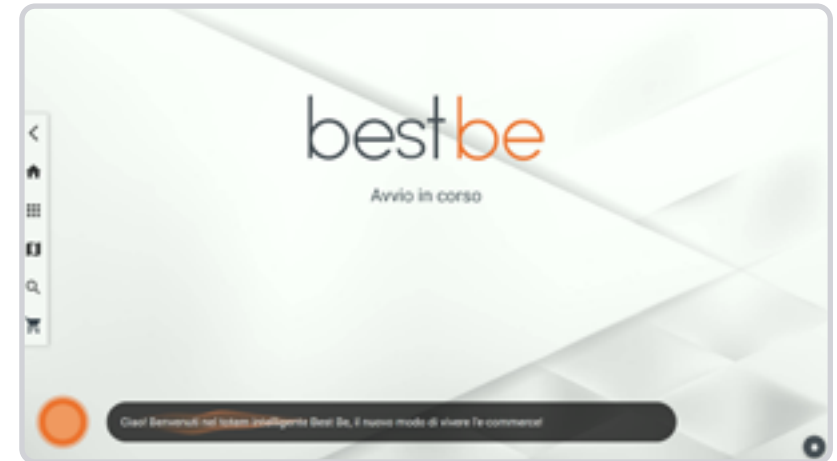 bestbe
Avvio in corso
Ciao! Benvenuti nel totem intelligente Best Be, il nuovo modo di vivere l'e-commerce!